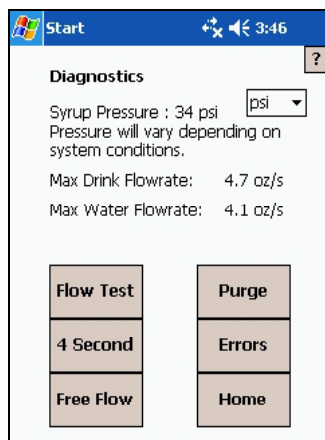 Start 3:46
?
Diagnostics
Syrup Pressure : 34 psi psi
Pressure will vary depending on
system conditions.
Max Drink Flowrate: 4.7 oz/s
Max Water Flowrate: 4.1 oz/s
Flow Test Purge
4 Second Errors
Free Flow Home